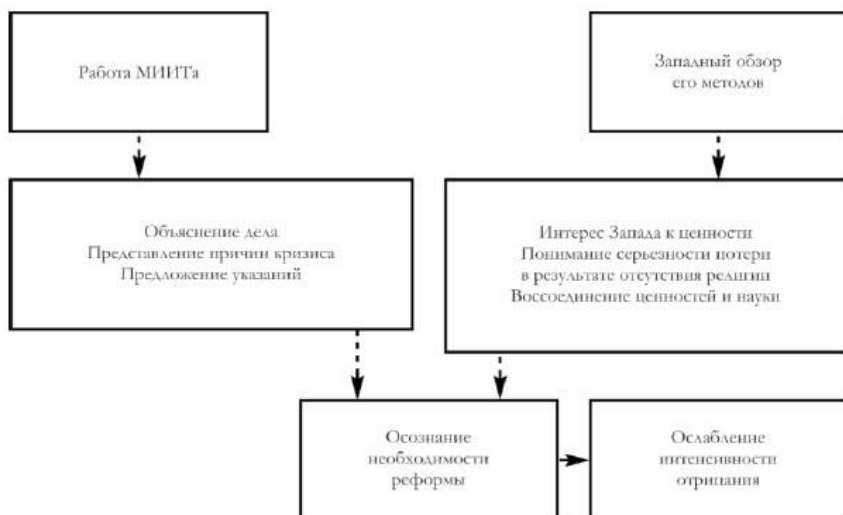 Работа МИИТа
Западный обзор
его методов
Объяснение дела
Представление причин кризиса
Предложение указаний
Интерес Запада к ценности
Понимание серьезности потери
в результате отсутствия религии
Воссоединение ценностей и науки
Осознание
необходимости
реформы
Ослабление
интенсивности
отрицания